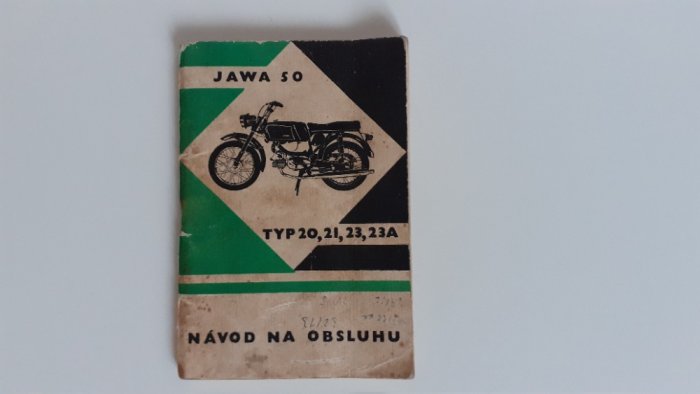 JAWA 50
TYP 20, 21, 23, 23A
NÁVOD NA OBSLUHU